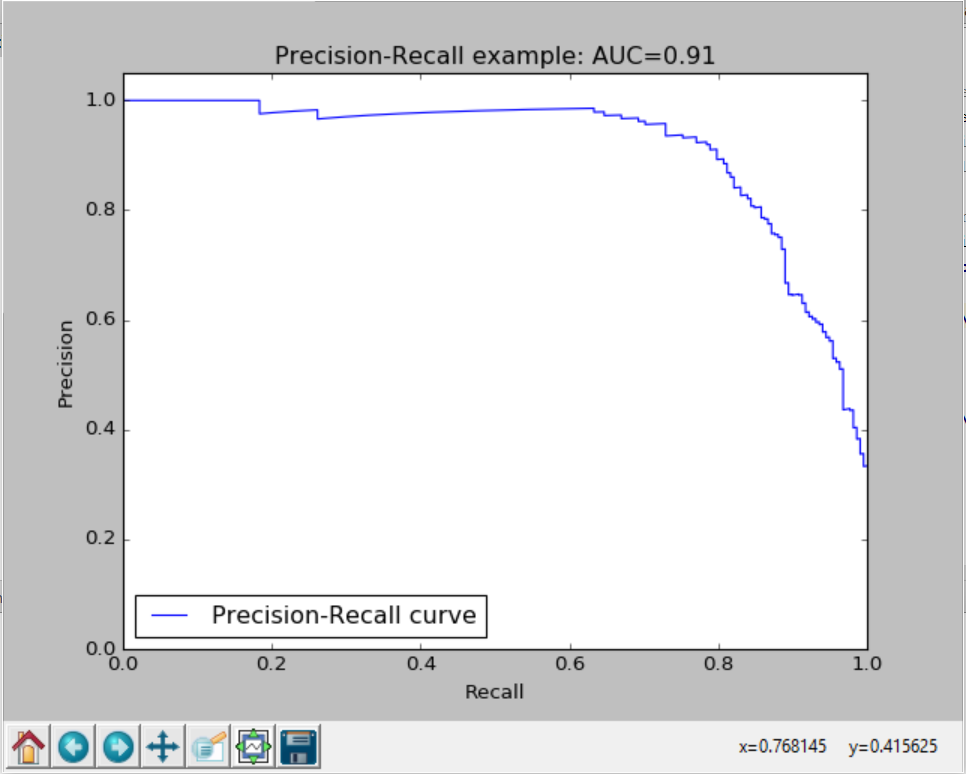 Precision-Recall example: AUC=0.91
1.0
0.8
0.6
0.4
0.2
0.0
Precision
Precision-Recall curve
0.0 0.2 0.4 0.6 0.8 1.0
Recall
x=0.768145 y=0.415625